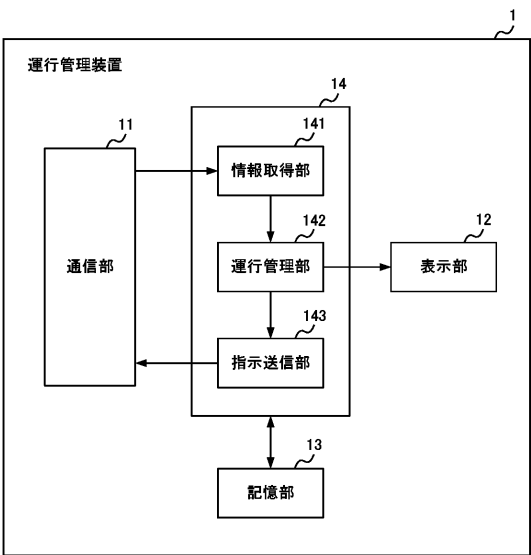 1
運行管理装置
14
11
141
情報取得部
142
12
通信部
運行管理部
表示部
143
指示送信部
13
記憶部